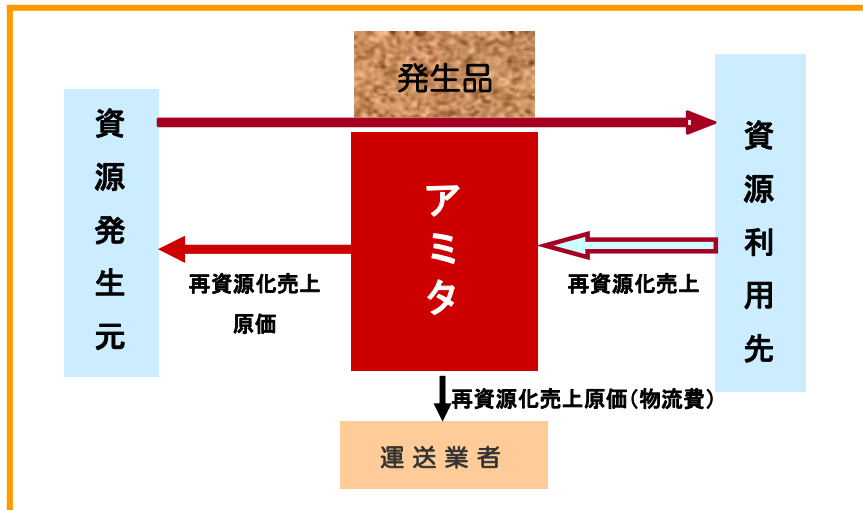 発生品
資源発生元
アミタ
資源利用先
再資源化売上
原価
再資源化売上
再資源化売上原価(物流費)
運送業者